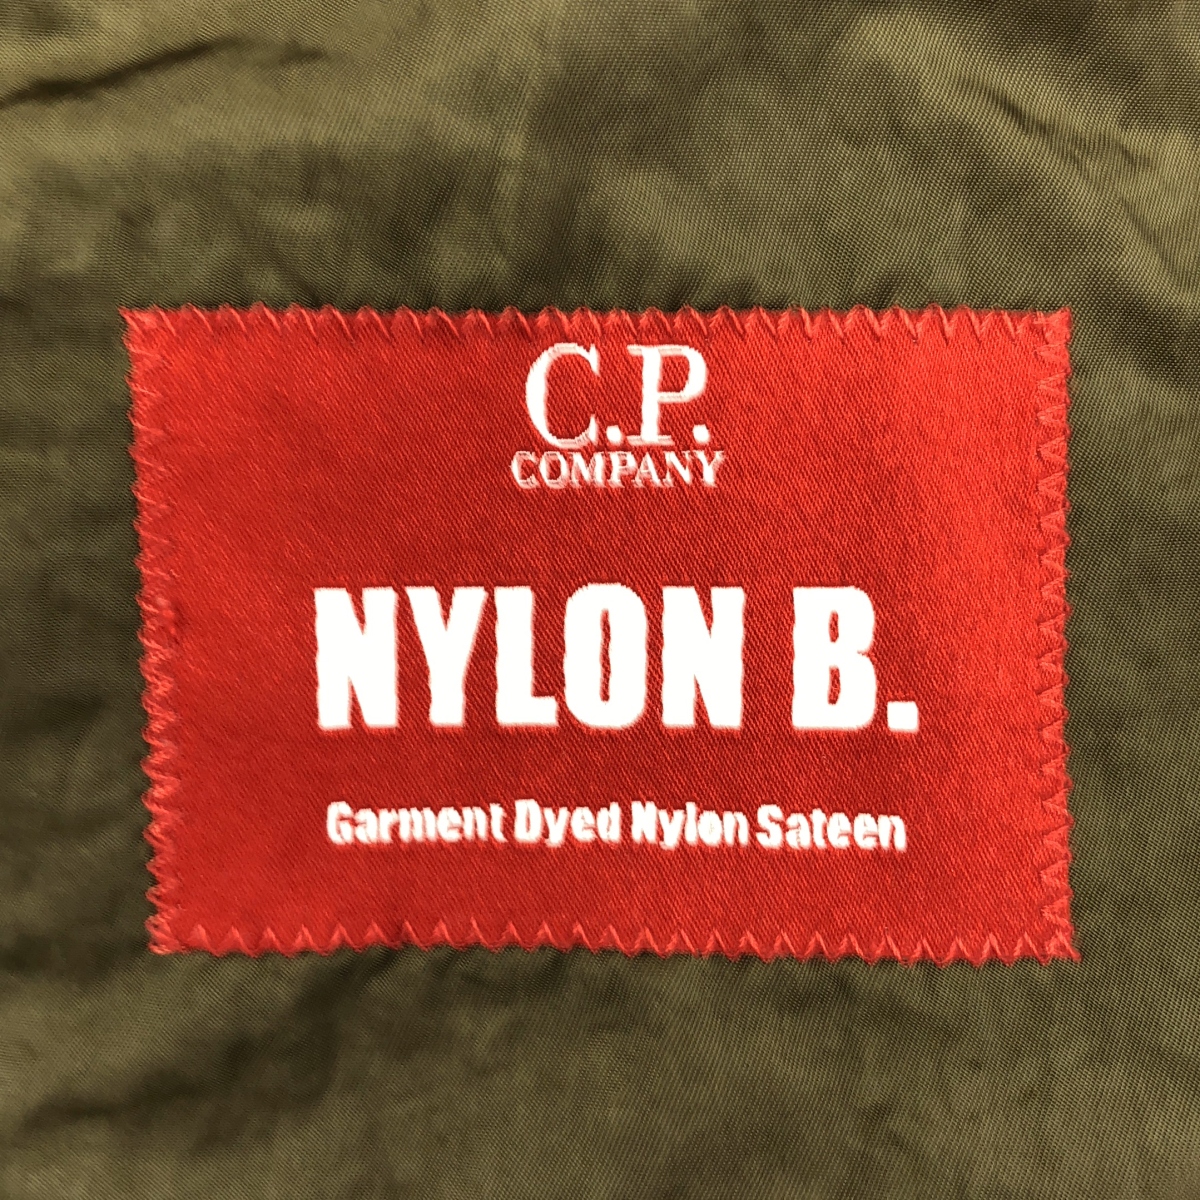 C.P.
COMPANY
NYLON B.
Garment Dyed Nylon Sateen